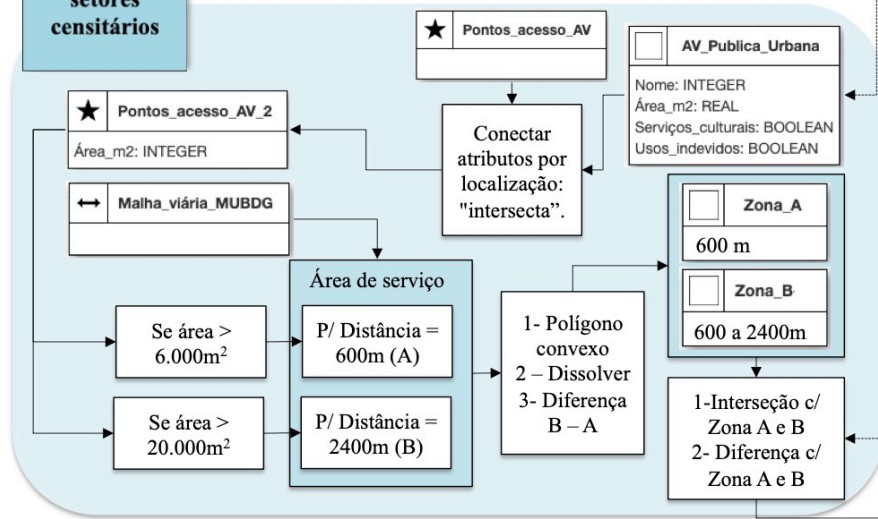 setores
censitários
Pontos_acesso_AV
AV_Publica_Urbana
Nome: INTEGER
Área_m2: REAL
Serviços_culturais: BOOLEAN
Usos_indevidos: BOOLEAN
Pontos_acesso_AV_2
Área_m2: INTEGER
Conectar
atributos por
localização:
"intersecta”.
Malha_viária_MUBDG
Zona_A
600 m
Zona_B
600 a 2400m
Área de serviço
Se área >
6.000m²
P/ Distância =
600m (A)
Se área >
20.000m²
P/ Distância =
2400m (B)
1- Polígono
convexo
2 – Dissolver
3- Diferença
B – A
1-Interseção c/
Zona A e B
2- Diferença c/
Zona A e B